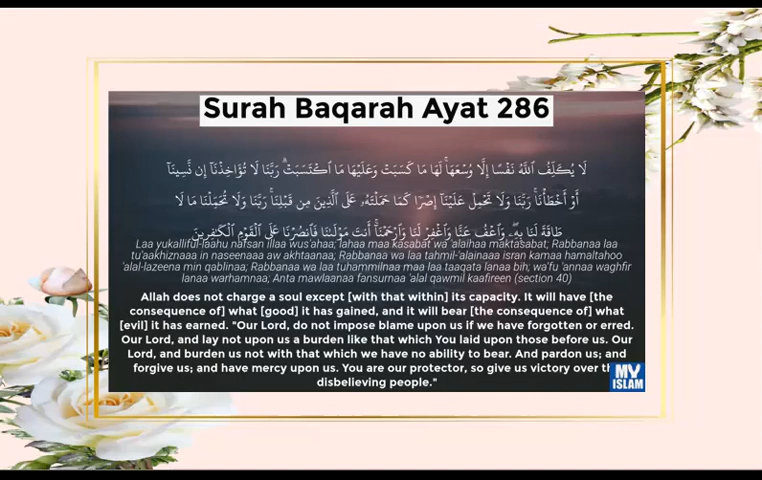 Surah Baqarah Ayat 286
لَا يُكَلِّفُ ٱللَّهُ نَفْسًا إِلَّا وُسْعَهَا ۚ لَهَا مَا كَسَبَتْ وَعَلَيْهَا مَا ٱكْتَسَبَتْ ۗ رَبَّنَا لَا تُؤَاخِذْنَآ إِن نَّسِينَآ
أَوْ أَخْطَأْنَا ۚ رَبَّنَا وَلَا تَحْمِلْ عَلَيْنَآ إِصْرًا كَمَا حَمَلْتَهُۥ عَلَى ٱلَّذِينَ مِن قَبْلِنَا ۚ رَبَّنَا وَلَا تُحَمِّلْنَا مَا لَا
طَاقَةَ لَنَا بِهِۦ ۖ وَٱعْفُ عَنَّا وَٱغْفِرْ لَنَا وَٱرْحَمْنَآ ۚ أَنتَ مَوْلَىٰنَا فَٱنصُرْنَا عَلَى ٱلْقَوْمِ ٱلْكَٰفِرِينَ
Laa yukalliful-laahu nafsan illaa wus'ahaa; lahaa maa kasabat wa 'alaihaa maktasabat; Rabbanaa laa
tu'aakhiznaaa in naseenaaa aw akhtaanaa; Rabbanaa wa laa tahmil-'alainaaa isran kamaa hamaltahoo
'alal-lazeena min qablinaa; Rabbanaa wa laa tuhammilnaa maa laa taaqata lanaa bih; wa'fu 'annaa waghfir
lanaa warhamnaa; Anta mawlaanaa fansurnaa 'alal qawmil kaafireen (section 40)
Allah does not charge a soul except [with that within] its capacity. It will have [the
consequence of] what [good] it has gained, and it will bear [the consequence of] what
[evil] it has earned. "Our Lord, do not impose blame upon us if we have forgotten or erred.
Our Lord, and lay not upon us a burden like that which You laid upon those before us. Our
Lord, and burden us not with that which we have no ability to bear. And pardon us; and
forgive us; and have mercy upon us. You are our protector, so give us victory over
disbelieving people."
MY
ISLAM